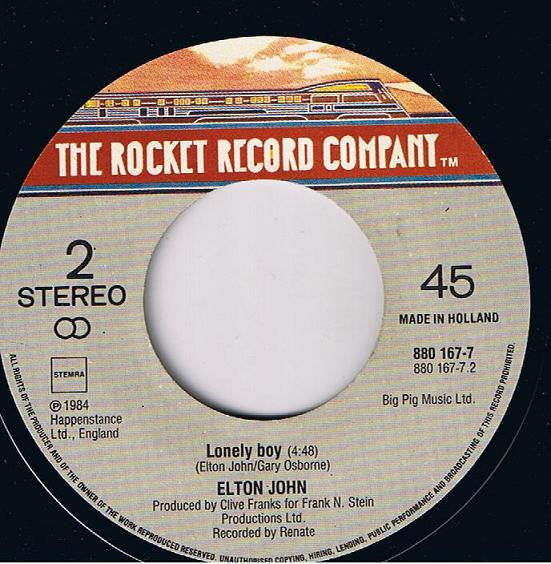 THE ROCKET RECORD COMPANY™
2
STEREO
45
MADE IN HOLLAND
STEMRA
880 167-7
880 167-7.2
℗ 1984
Happenstance
Ltd., England
Big Pig Music Ltd.
Lonely boy (4:48)
(Elton John/Gary Osborne)
ELTON JOHN
Produced by Clive Franks for Frank N. Stein
Productions Ltd.
Recorded by Renate
ALL RIGHTS OF THE PRODUCER AND OF THE OWNER OF THE WORK REPRODUCED RESERVED. UNAUTHORISED COPYING, HIRING, LENDING, PUBLIC PERFORMANCE AND BROADCASTING OF THIS RECORD PROHIBITED.